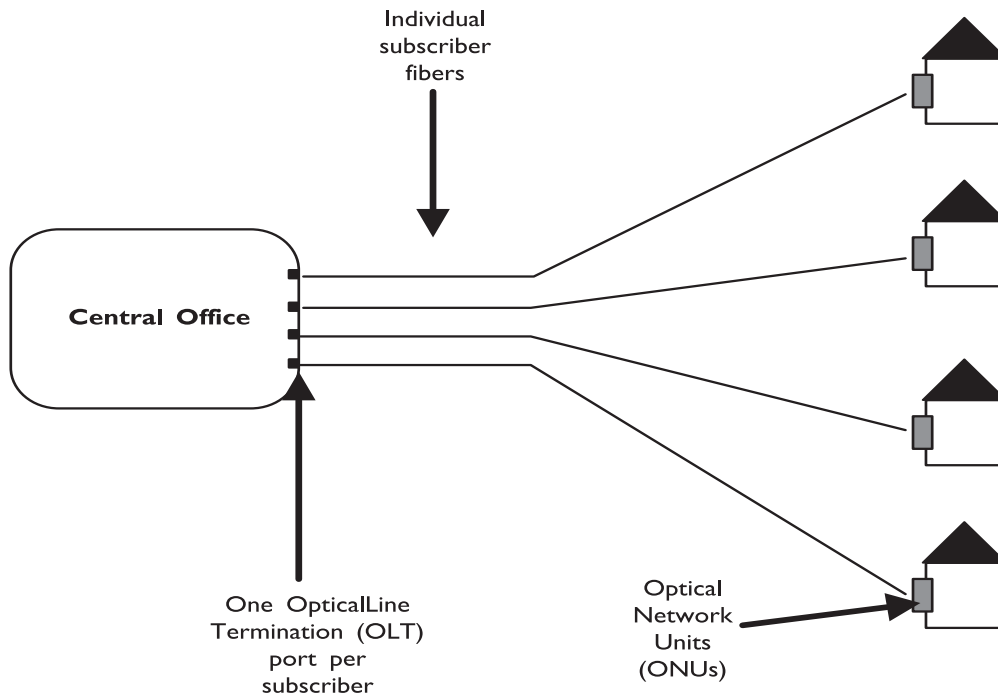 Individual
subscriber
fibers
Central Office
One OpticalLine
Termination (OLT)
port per
subscriber
Optical
Network
Units
(ONUs)